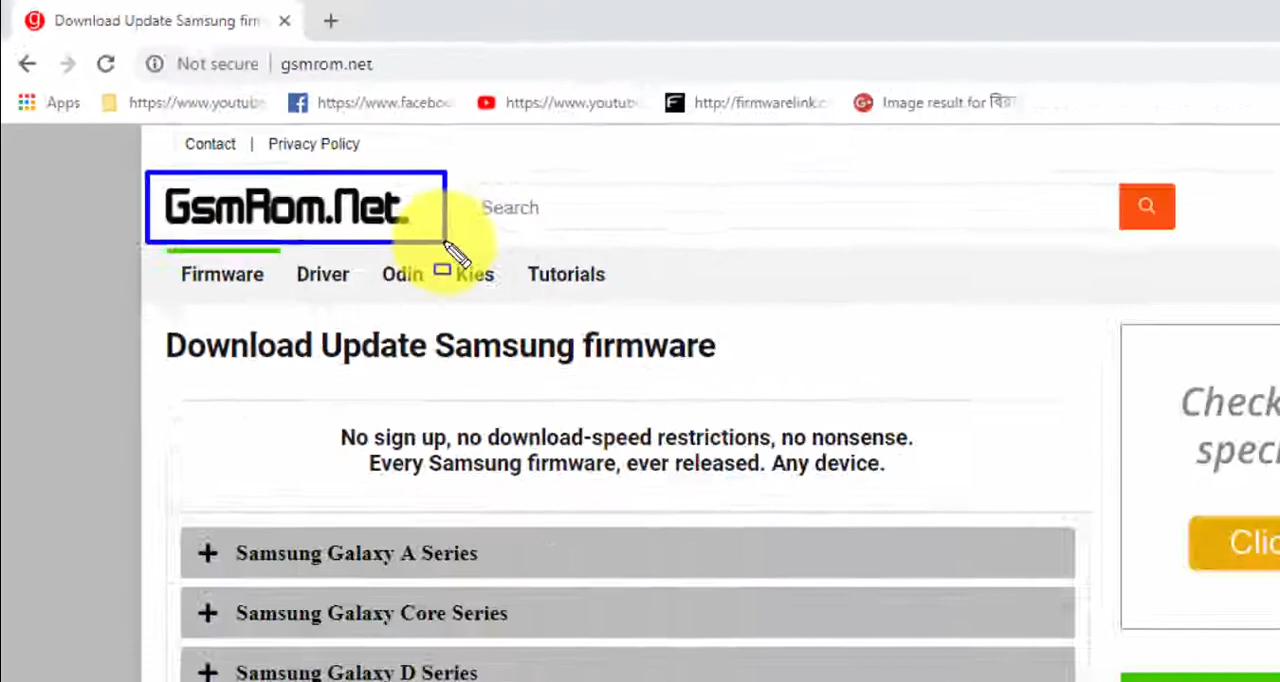 Download Update Samsung firm
Not secure | gsmrom.net
Apps https://www.youtub https://www.faceboo https://www.youtub http://firmwarelink.c Image result for
Contact | Privacy Policy
GsmRom.Net
Search
Firmware Driver Odin Kies Tutorials
Download Update Samsung firmware
No sign up, no download-speed restrictions, no nonsense.
Every Samsung firmware, ever released. Any device.
Check
speci
Clic
Samsung Galaxy A Series
Samsung Galaxy Core Series
Samsung Galaxy D Series